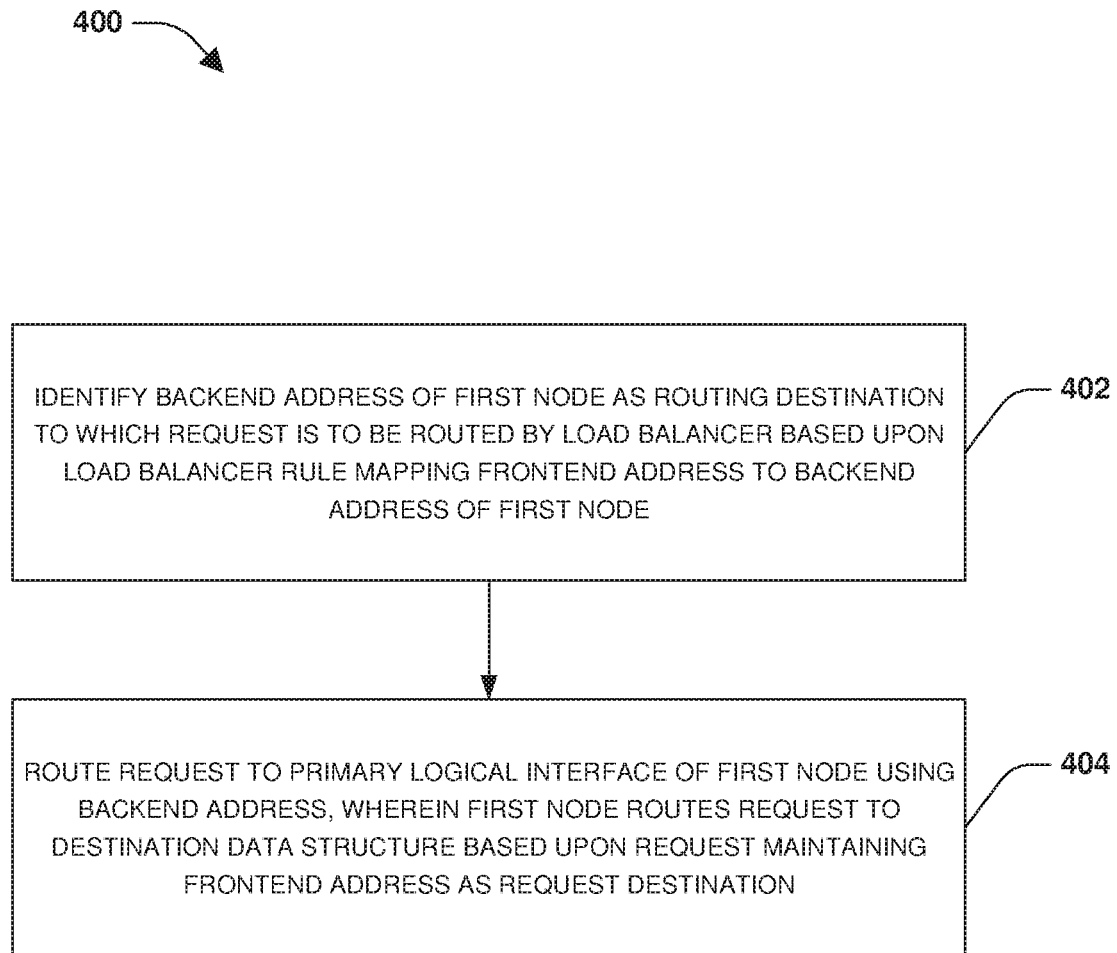 400
IDENTIFY BACKEND ADDRESS OF FIRST NODE AS ROUTING DESTINATION
TO WHICH REQUEST IS TO BE ROUTED BY LOAD BALANCER BASED UPON
LOAD BALANCER RULE MAPPING FRONTEND ADDRESS TO BACKEND
ADDRESS OF FIRST NODE
402
ROUTE REQUEST TO PRIMARY LOGICAL INTERFACE OF FIRST NODE USING
BACKEND ADDRESS, WHEREIN FIRST NODE ROUTES REQUEST TO
DESTINATION DATA STRUCTURE BASED UPON REQUEST MAINTAINING
FRONTEND ADDRESS AS REQUEST DESTINATION
404